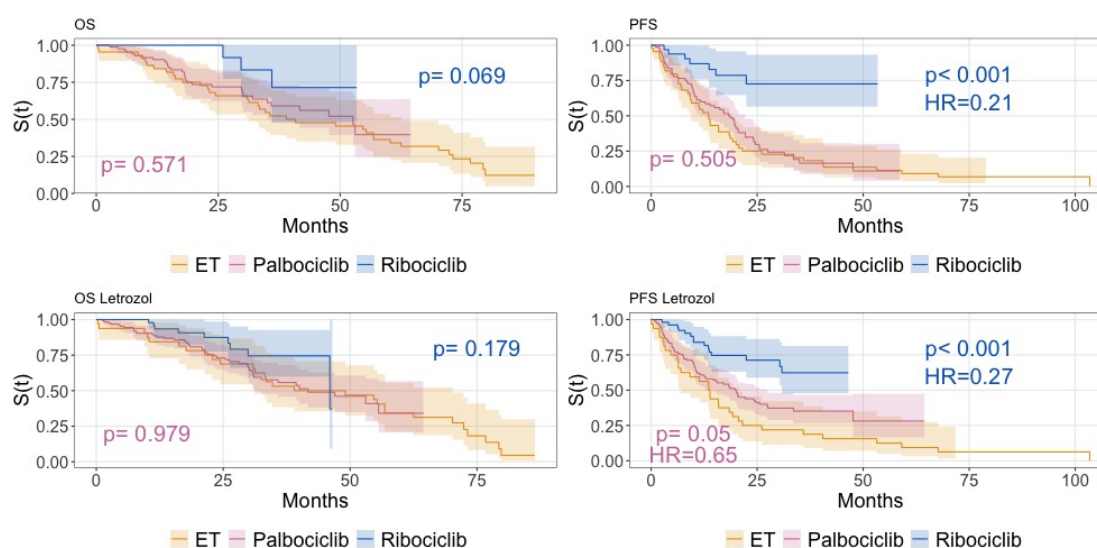 OS
1.00
0.75
0.50
0.25
0.00
S(t)
p= 0.069
p= 0.571
0 25 50 75
Months
ET Palbociclib Ribociclib
PFS
1.00
0.75
0.50
0.25
0.00
S(t)
p< 0.001
HR=0.21
p= 0.505
0 25 50 75 100
Months
ET Palbociclib Ribociclib
OS Letrozol
1.00
0.75
0.50
0.25
0.00
S(t)
p= 0.179
p= 0.979
0 25 50 75
Months
ET Palbociclib Ribociclib
PFS Letrozol
1.00
0.75
0.50
0.25
0.00
S(t)
p< 0.001
HR=0.27
p= 0.05
HR=0.65
0 25 50 75 100
Months
ET Palbociclib Ribociclib